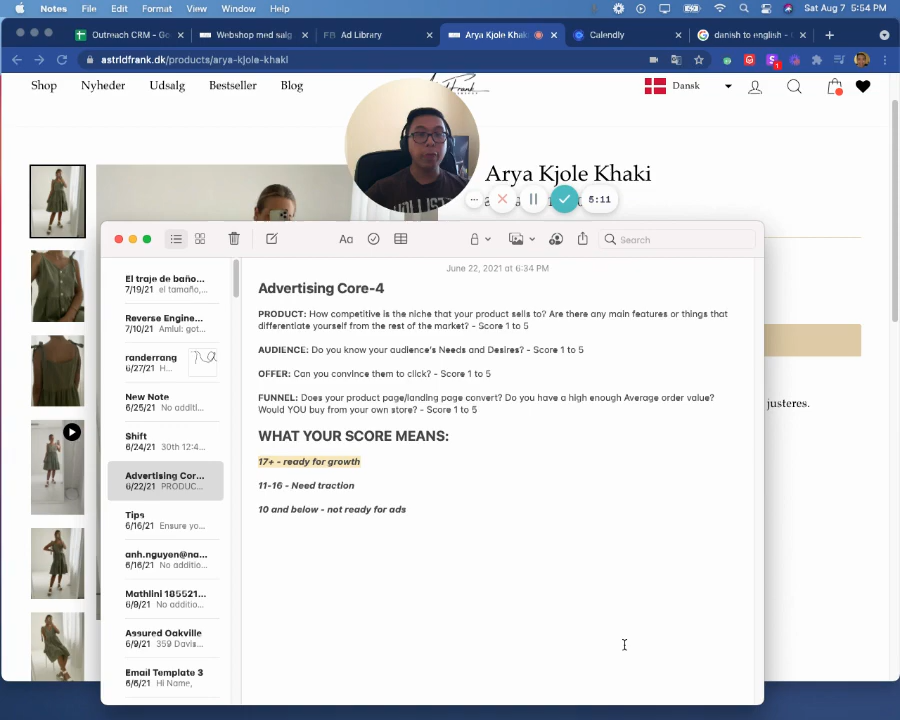 Notes File Edit Format View Window Help Sat Aug 7 5:54 PM
Outreach CRM - Go Webshop med salg FB Ad Library Arya Kjole Khaki Calendly danish to english -
astridfrank.dk/products/arya-kjole-khaki
Shop Nyheder Udsalg Bestseller Blog Dansk
Arya Kjole Khaki
5:11
Aa
Search
June 22, 2021 at 6:34 PM
El traje de baño...
7/19/21 el tamaño,
Reverse Engine...
7/10/21 Amlul: got...
randerrang
6/27/21 H...
New Note
6/25/21 No additi...
Shift
6/24/21 30th 12:4...
Advertising Cor...
6/22/21 PRODUC...
Tips
6/16/21 Ensure yo...
anh.nguyen@na...
6/16/21 No additio...
Mathlini 185521...
6/9/21 No additio...
Assured Oakville
6/9/21 359 Davis...
Email Template 3
6/6/21 Hi Name,
Advertising Core-4
PRODUCT: How competitive is the niche that your product sells to? Are there any main features or things that
differentiate yourself from the rest of the market? - Score 1 to 5
AUDIENCE: Do you know your audience's Needs and Desires? - Score 1 to 5
OFFER: Can you convince them to click? - Score 1 to 5
FUNNEL: Does your product page/landing page convert? Do you have a high enough Average order value?
Would YOU buy from your own store? - Score 1 to 5
WHAT YOUR SCORE MEANS:
17+ - ready for growth
11-16 - Need traction
10 and below - not ready for ads
justeres.